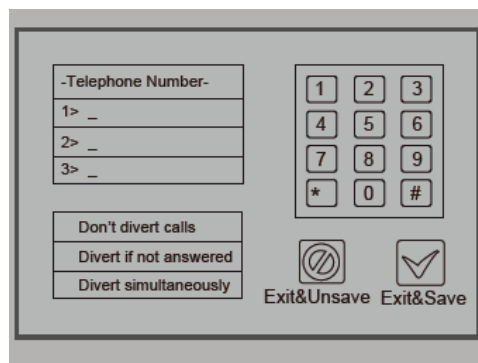 -Telephone Number-
1> _
2> _
3> _
Don't divert calls
Divert if not answered
Divert simultaneously
1 2 3
4 5 6
7 8 9
* 0 #
Exit&Unsave Exit&Save